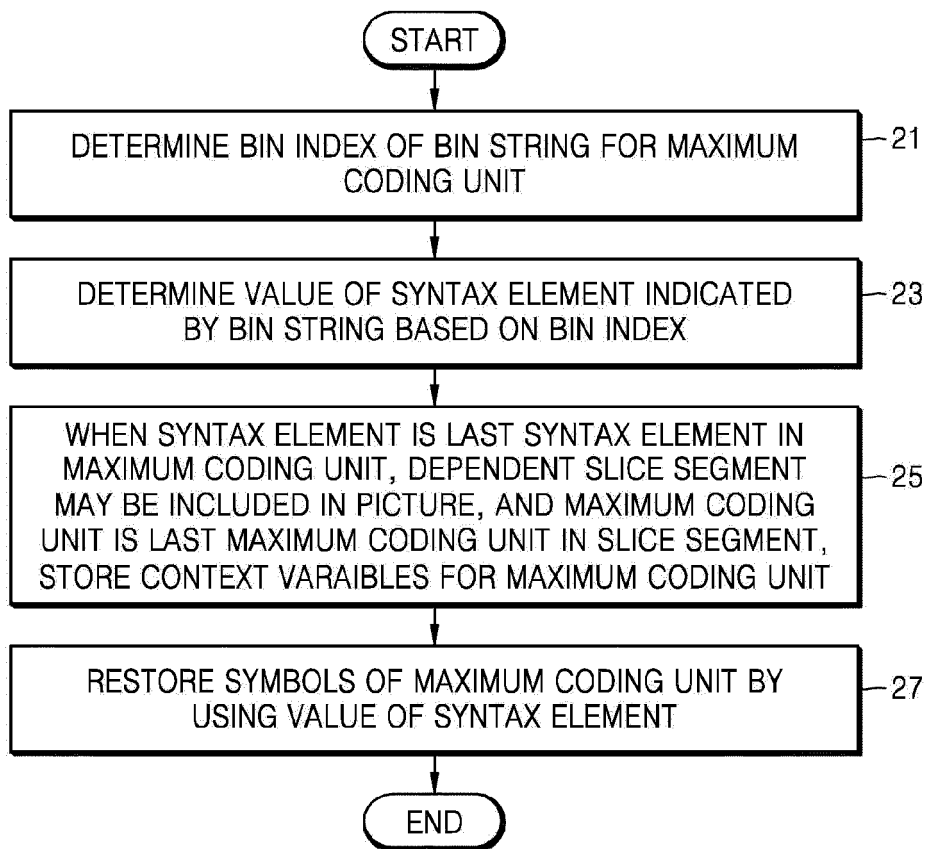 START
DETERMINE BIN INDEX OF BIN STRING FOR MAXIMUM
CODING UNIT
21
DETERMINE VALUE OF SYNTAX ELEMENT INDICATED
BY BIN STRING BASED ON BIN INDEX
23
WHEN SYNTAX ELEMENT IS LAST SYNTAX ELEMENT IN
MAXIMUM CODING UNIT, DEPENDENT SLICE SEGMENT
MAY BE INCLUDED IN PICTURE, AND MAXIMUM CODING
UNIT IS LAST MAXIMUM CODING UNIT IN SLICE SEGMENT,
STORE CONTEXT VARAIBLES FOR MAXIMUM CODING UNIT
25
RESTORE SYMBOLS OF MAXIMUM CODING UNIT BY
USING VALUE OF SYNTAX ELEMENT
27
END